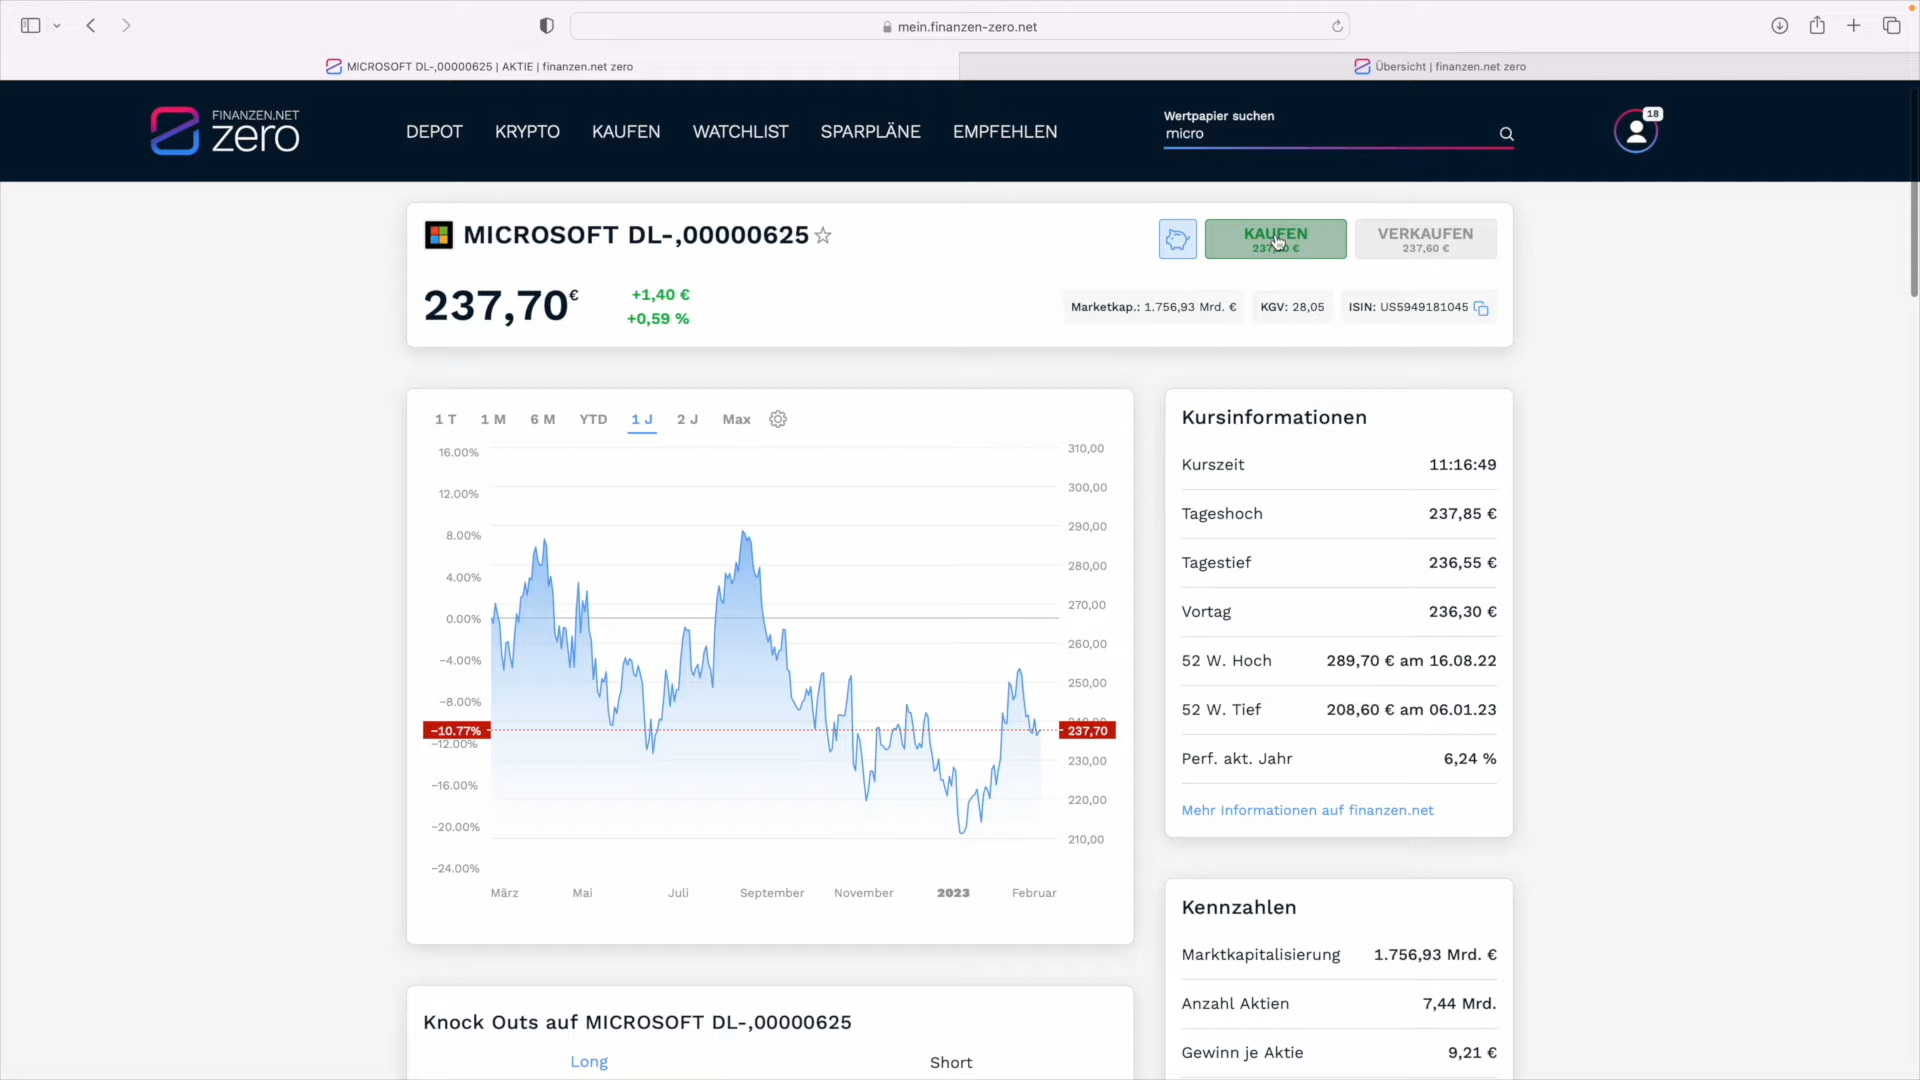 mein.finanzen-zero.net
MICROSOFT DL-,00000625 | AKTIE | finanzen.net zero
Übersicht | finanzen.net zero
FINANZEN.NET
zero
DEPOT
KRYPTO
KAUFEN
WATCHLIST
SPARPLÄNE
EMPFEHLEN
Wertpapier suchen
micro
18
MICROSOFT DL-,00000625
KAUFEN
VERKAUFEN
237,60 €
237,70 €
+1,40 €
+0,59 %
Marketkap.: 1.756,93 Mrd. €
KGV: 28,05
ISIN: US5949181045
1 T
1 M
6 M
YTD
1 J
2 J
Max
16.00%
12.00%
8.00%
4.00%
0.00%
−4.00%
−8.00%
−10.77%
−12.00%
−16.00%
−20.00%
−24.00%
310,00
300,00
290,00
280,00
270,00
260,00
250,00
240,00
237,70
230,00
220,00
210,00
März
Mai
Juli
September
November
2023
Februar
Kursinformationen
Kurszeit 11:16:49
Tageshoch 237,85 €
Tagestief 236,55 €
Vortag 236,30 €
52 W. Hoch 289,70 € am 16.08.22
52 W. Tief 208,60 € am 06.01.23
Perf. akt. Jahr 6,24 %
Mehr Informationen auf finanzen.net
Kennzahlen
Marktkapitalisierung 1.756,93 Mrd. €
Anzahl Aktien 7,44 Mrd.
Gewinn je Aktie 9,21 €
Knock Outs auf MICROSOFT DL-,00000625
Long
Short